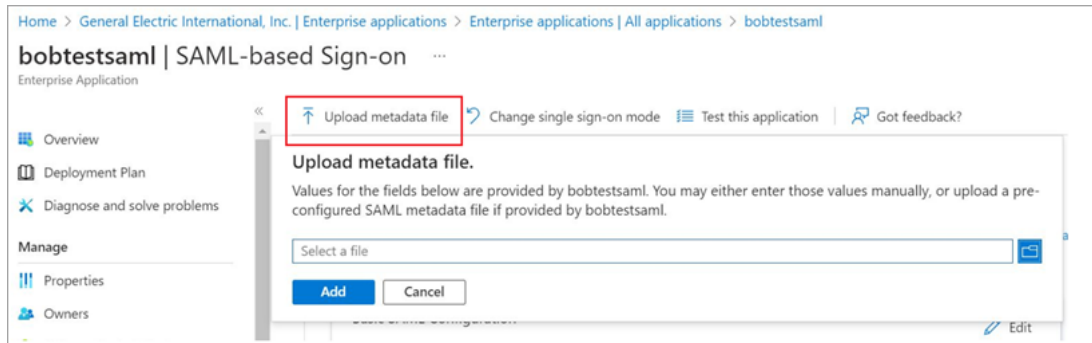 Home > General Electric International, Inc. | Enterprise applications > Enterprise applications | All applications > bobtestsaml
bobtestsaml | SAML-based Sign-on ...
Enterprise Application
«
Upload metadata file
Change single sign-on mode
Test this application
Got feedback?
Overview
Deployment Plan
Diagnose and solve problems
Manage
Properties
Owners
Upload metadata file.
Values for the fields below are provided by bobtestsaml. You may either enter those values manually, or upload a pre-
configured SAML metadata file if provided by bobtestsaml.
Select a file
Add
Cancel
Edit